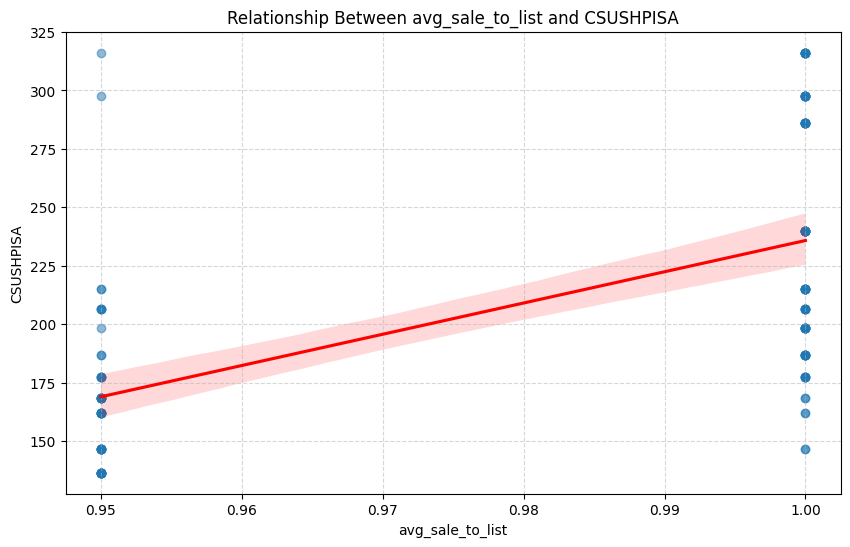 Relationship Between avg_sale_to_list and CSUSHPISA
325
300
275
250
225
200
175
150
CSUSHPISA
0.95 0.96 0.97 0.98 0.99 1.00
avg_sale_to_list